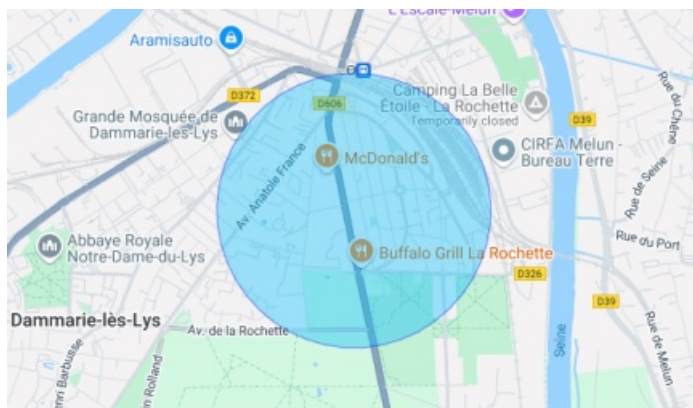 L'Escale Melun
Aramisauto
D372
D606
Camping La Belle
Étoile - La Rochette
Temporarily closed
Grande Mosquée de
Dammarie-les-Lys
D39
Rue du Chêne
McDonald's
CIRFA Melun -
Bureau Terre
Av. Anatole France
Rue de Seine
Abbaye Royale
Notre-Dame-du-Lys
Buffalo Grill La Rochette
Rue du Port
D326
D39
Dammarie-lès-Lys
Av. de la Rochette
Seine
Rue de Melun
Henri Barbusse
Rolland